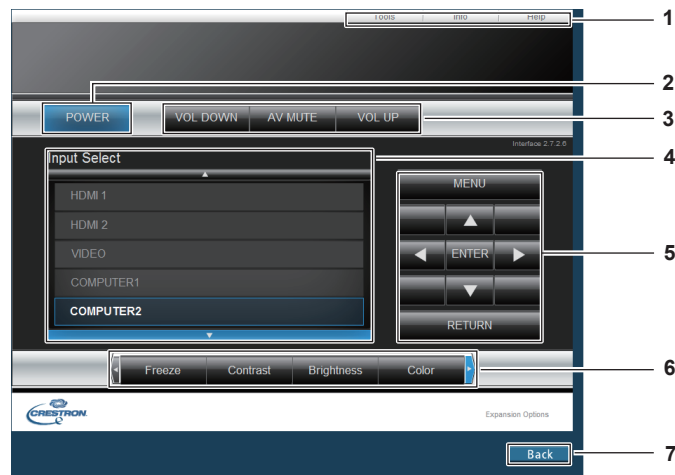 Tools Info Help 1
2
POWER VOL DOWN AV MUTE VOL UP 3
Interface 2.7.2.6
Input Select 4
MENU
HDMI 1
HDMI 2
VIDEO ENTER 5
COMPUTER1
COMPUTER2
RETURN
Freeze Contrast Brightness Color 6
CRESTRON. Expansion Options
Back 7